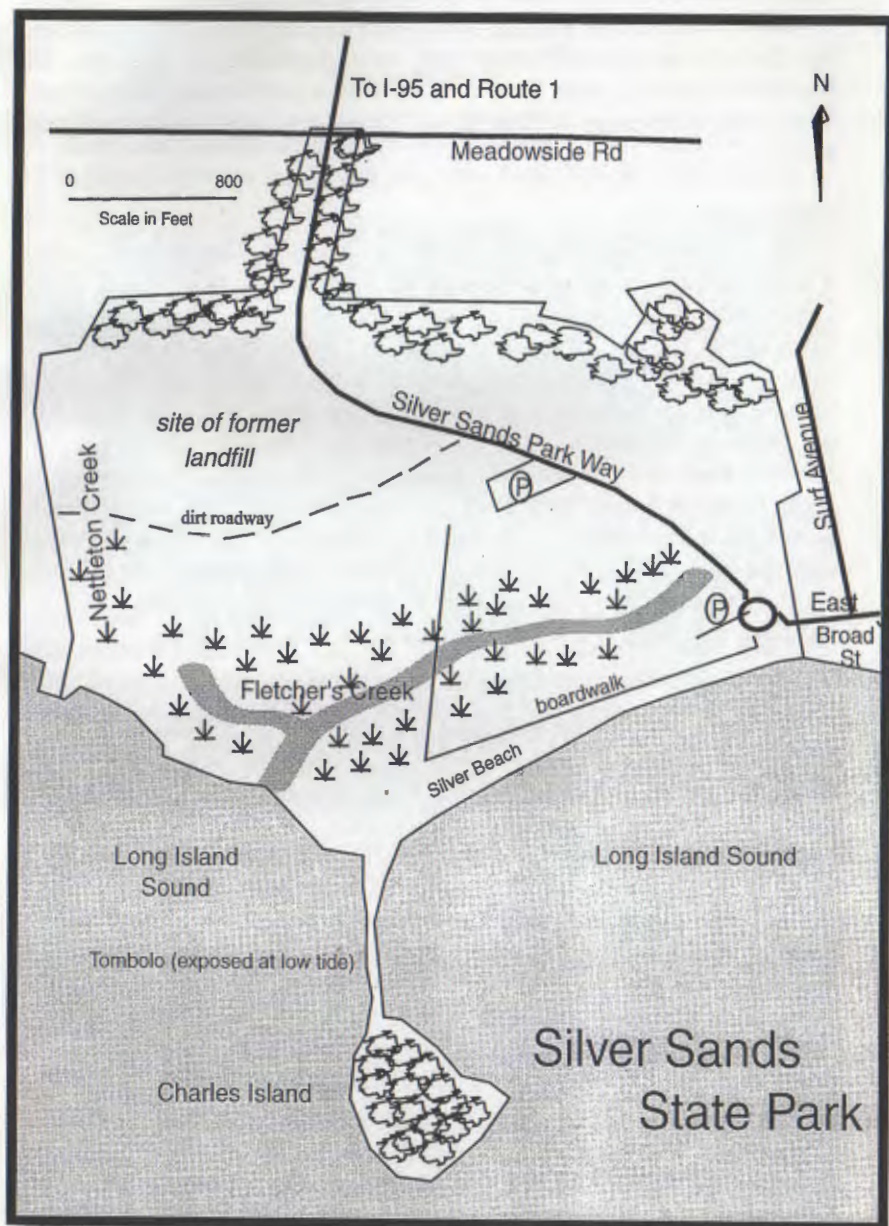 To I-95 and Route 1
N
Meadowside Rd
0 800
Scale in Feet
Silver Sands Park Way
site of former
landfill
Surf Avenue
P
Nettleton Creek
dirt roadway
P
East
Broad
St
Fletcher's Creek
boardwalk
Silver Beach
Long Island
Sound
Long Island Sound
Tombolo (exposed at low tide)
Charles Island
Silver Sands
State Park